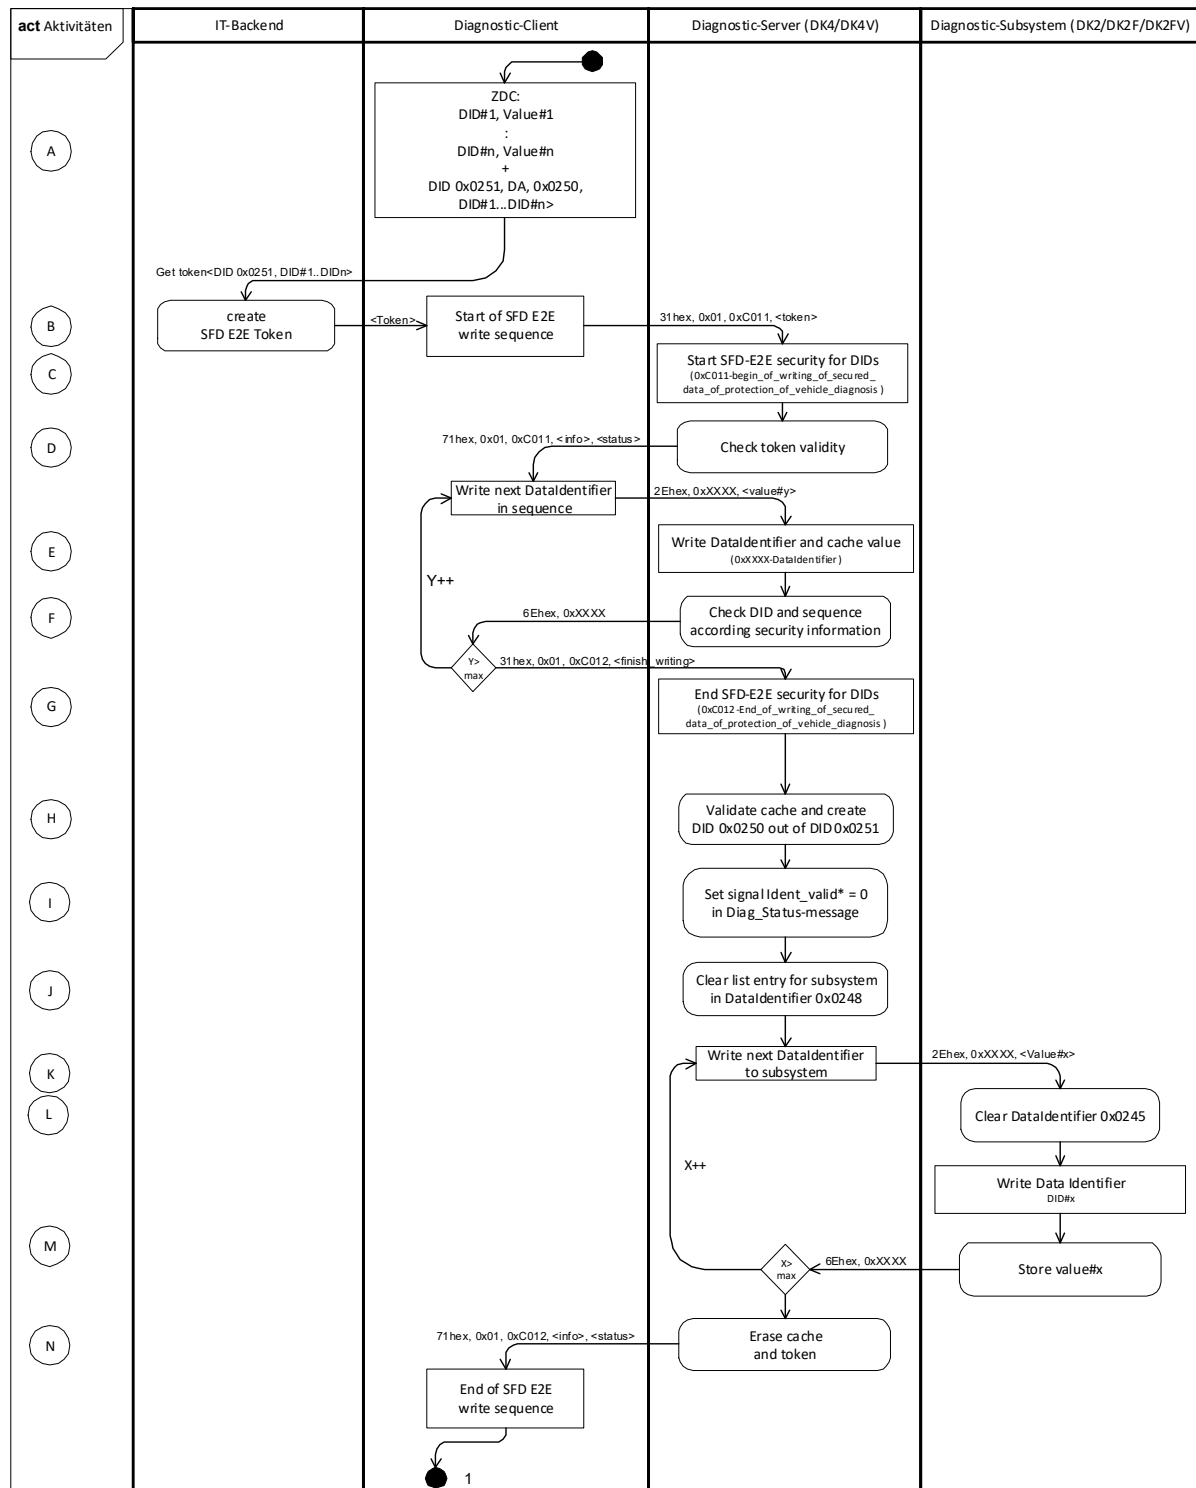 act Aktivitäten
IT-Backend
Diagnostic-Client
Diagnostic-Server (DK4/DK4V)
Diagnostic-Subsystem (DK2/DK2F/DK2FV)
A
ZDC:
DID#1, Value#1
:
DID#n, Value#n
+
DID 0x0251, DA, 0x0250,
DID#1...DID#n>
Get token<DID 0x0251, DID#1..DIDn>
B
create
SFD E2E Token
<Token>
Start of SFD E2E
write sequence
31hex, 0x01, 0xC011, <token>
C
Start SFD-E2E security for DIDs
(0xC011-begin_of_writing_of_secured_
data_of_protection_of_vehicle_diagnosis)
D
71hex, 0x01, 0xC011, <info>, <status>
Check token validity
Write next DataIdentifier
in sequence
2Ehex, 0xXXXX, <value#y>
E
Write DataIdentifier and cache value
(0xXXXX-DataIdentifier)
Y++
F
6Ehex, 0xXXXX
Check DID and sequence
according security information
Y>
max
31hex, 0x01, 0xC012, <finish_writing>
G
End SFD-E2E security for DIDs
(0xC012-End_of_writing_of_secured_
data_of_protection_of_vehicle_diagnosis)
H
Validate cache and create
DID 0x0250 out of DID 0x0251
I
Set signal Ident_valid* = 0
in Diag_Status-message
J
Clear list entry for subsystem
in DataIdentifier 0x0248
K
Write next DataIdentifier
to subsystem
2Ehex, 0xXXXX, <Value#x>
L
Clear DataIdentifier 0x0245
X++
Write Data Identifier
DID#x
M
X>
max
6Ehex, 0xXXXX
Store value#x
N
71hex, 0x01, 0xC012, <info>, <status>
Erase cache
and token
End of SFD E2E
write sequence
1